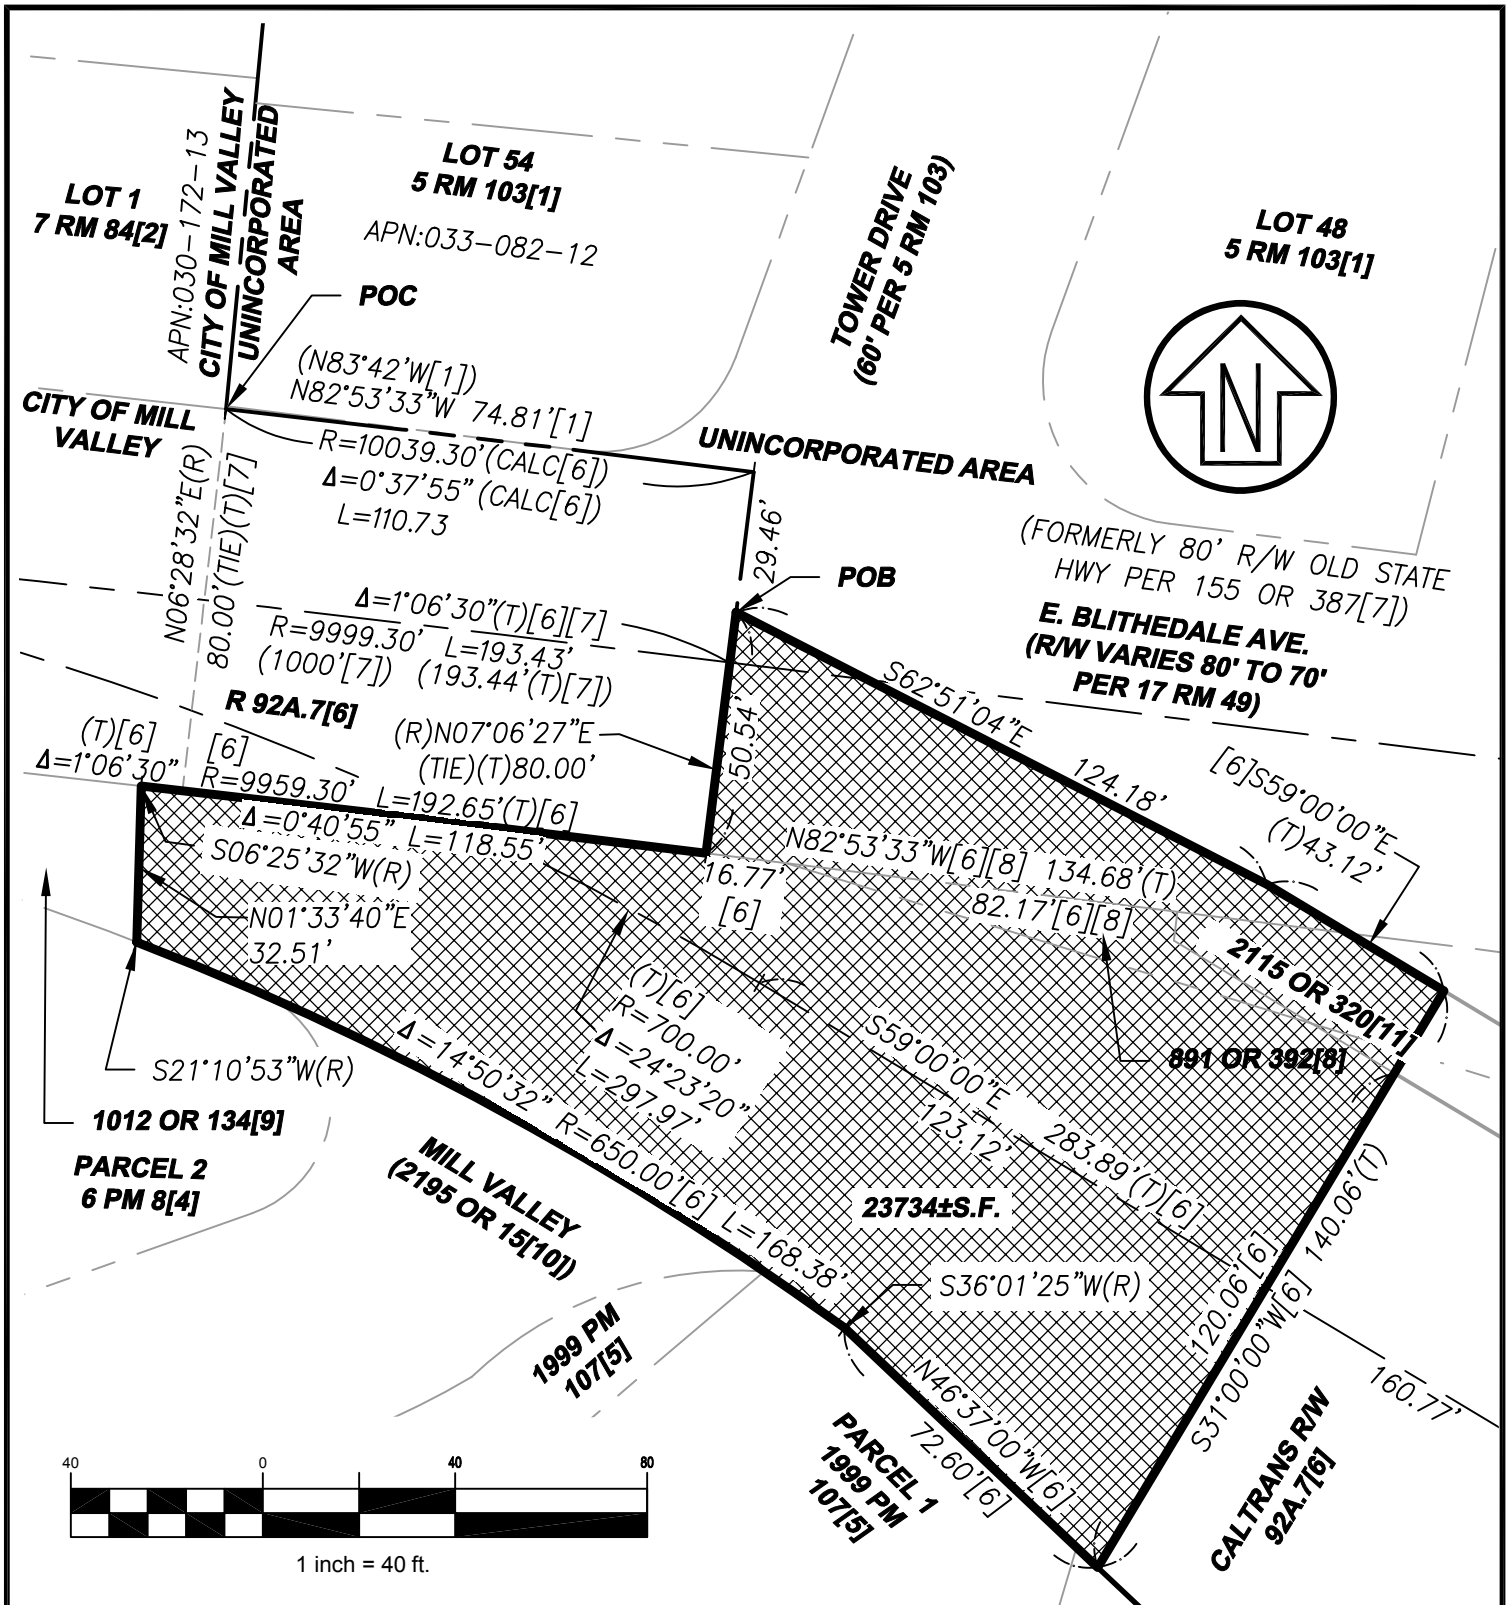 LOT 1
7 RM 84[2]
APN:030-172-13
CITY OF MILL VALLEY
UNINCORPORATED
AREA
LOT 54
5 RM 103[1]
APN:033-082-12
POC
TOWER DRIVE
(60' PER 5 RM 103)
LOT 48
5 RM 103[1]
N
(N83°42'W[1])
N82°53'33"W 74.81'[1]
CITY OF MILL
VALLEY
R=10039.30'(CALC[6])
Δ=0°37'55"(CALC[6])
L=110.73
UNINCORPORATED AREA
N06°28'32"E(R)
80.00'(TIE)(T)[7]
29.46'
POB
(FORMERLY 80' R/W OLD STATE
HWY PER 155 OR 387[7])
E. BLITHEDALE AVE.
(R/W VARIES 80' TO 70'
PER 17 RM 49)
Δ=1°06'30"(T)[6][7]
R=9999.30' L=193.43'
(1000'[7]) (193.44'(T)[7])
R 92A.7[6]
(R)N07°06'27"E
(TIE)(T)80.00'
50.54'
S62°51'04"E
124.18'
[6]S59°00'00"E
(T)43.12'
(T)[6]
Δ=1°06'30"
[6]
R=9959.30' L=192.65'(T)[6]
Δ=0°40'55" L=118.55'
S06°25'32"W(R)
N01°33'40"E
32.51'
16.77'
[6]
N82°53'33"W[6][8] 134.68'(T)
82.17'[6][8]
2115 OR 320[11]
891 OR 392[8]
(T)[6]
R=700.00'
Δ=24°23'20"
L=297.97'
S59°00'00"E 283.89'(T)[6]
123.12'
S21°10'53"W(R)
1012 OR 134[9]
PARCEL 2
6 PM 8[4]
Δ=14°50'32" R=650.00'[6] L=168.38'
MILL VALLEY
(2195 OR 15[10])
23734±S.F.
S36°01'25"W(R)
120.06'[6]
140.06'(T)
S31°00'00"W[6]
160.77'
1999 PM
107[5]
N46°37'00"W[6]
72.60'[6]
PARCEL 1
1999 PM
107[5]
CALTRANS R/W
92A.7[6]
40 0 40 80
1 inch = 40 ft.